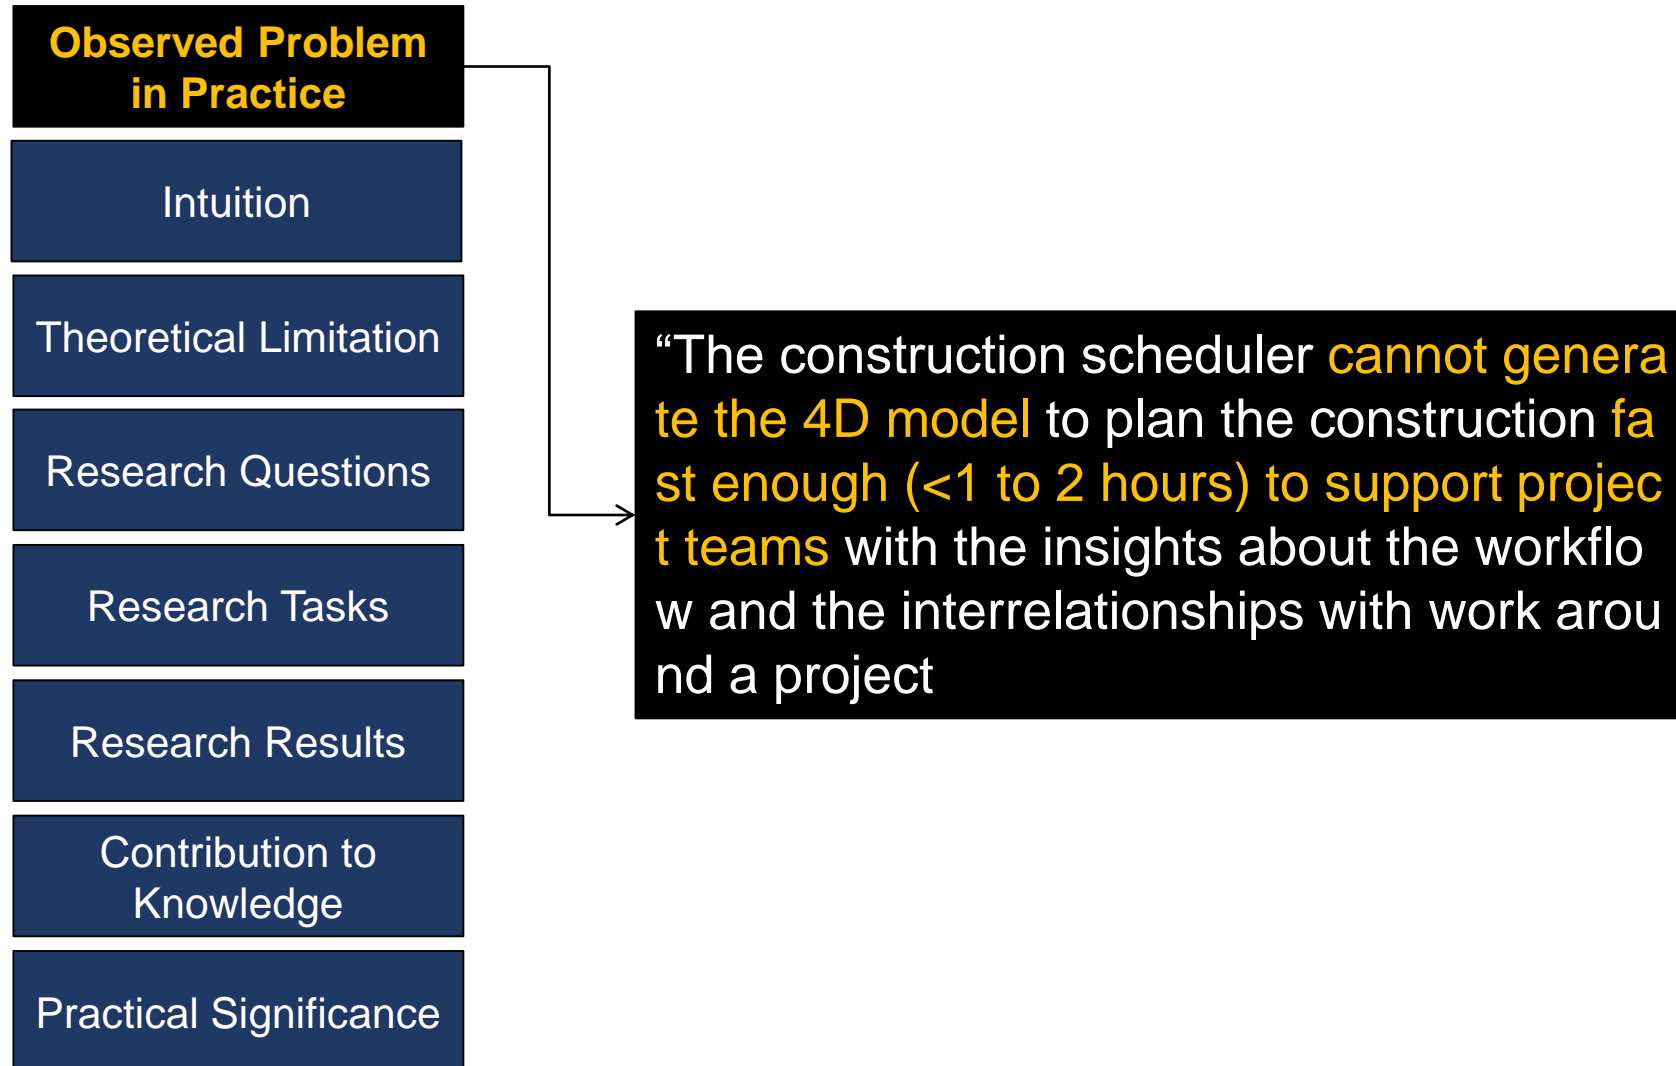 Observed Problem
in Practice
Intuition
Theoretical Limitation
Research Questions
Research Tasks
Research Results
Contribution to
Knowledge
Practical Significance
“The construction scheduler cannot genera
te the 4D model to plan the construction fa
st enough (<1 to 2 hours) to support projec
t teams with the insights about the workflo
w and the interrelationships with work arou
nd a project